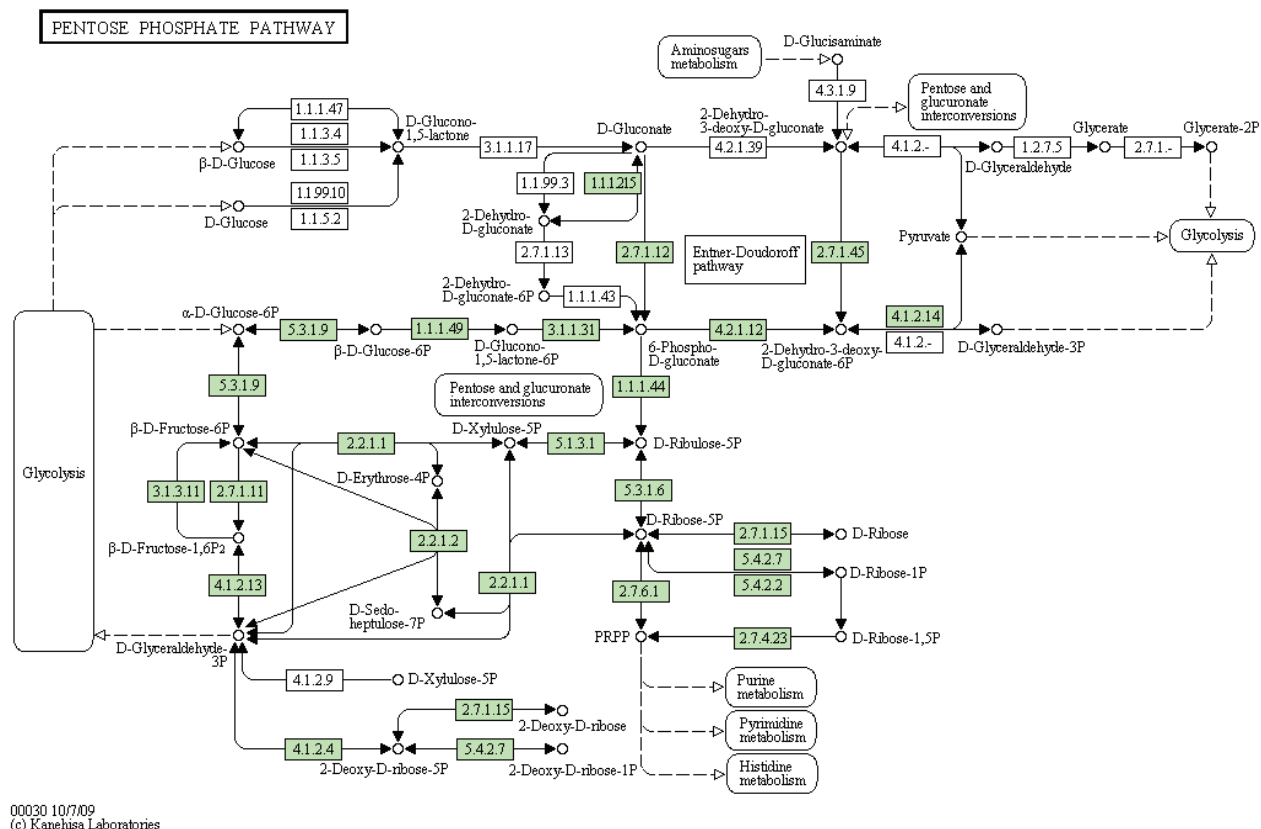 PENTOSE PHOSPHATE PATHWAY
Aminosugars
metabolism
D-Glucisaminate
4.3.1.9
Pentose and
glucuronate
interconversions
1.1.1.47
1.1.3.4
1.1.3.5
β-D-Glucose
D-Glucono-
1,5-lactone
3.1.1.17
D-Gluconate
2-Dehydro-
3-deoxy-D-gluconate
4.2.1.39
4.1.2.-
D-Glyceraldehyde
1.2.7.5
Glycerate
2.7.1.-
Glycerate-2P
1.1.99.10
D-Glucose
1.1.5.2
1.1.99.3
1.1.1.215
2-Dehydro-
D-gluconate
2.7.1.13
2.7.1.12
Entner-Doudoroff
pathway
2.7.1.45
Pyruvate
Glycolysis
2-Dehydro-
D-gluconate-6P
1.1.1.43
α-D-Glucose-6P
5.3.1.9
β-D-Glucose-6P
1.1.1.49
D-Glucono-
1,5-lactone-6P
3.1.1.31
6-Phospho-
D-gluconate
4.2.1.12
2-Dehydro-3-deoxy-
D-gluconate-6P
4.1.2.14
4.1.2.-
D-Glyceraldehyde-3P
5.3.1.9
Pentose and glucuronate
interconversions
1.1.1.44
β-D-Fructose-6P
2.2.1.1
D-Xylulose-5P
5.1.3.1
D-Ribulose-5P
Glycolysis
3.1.3.11
2.7.1.11
D-Erythrose-4P
5.3.1.6
β-D-Fructose-1,6P2
2.2.1.2
D-Ribose-5P
2.7.1.15
D-Ribose
5.4.2.7
5.4.2.2
D-Ribose-1P
4.1.2.13
2.2.1.1
2.7.6.1
D-Sedo-
heptulose-7P
D-Glyceraldehyde-
3P
PRPP
2.7.4.23
D-Ribose-1,5P
4.1.2.9
D-Xylulose-5P
Purine
metabolism
2.7.1.15
2-Deoxy-D-ribose
Pyrimidine
metabolism
4.1.2.4
2-Deoxy-D-ribose-5P
5.4.2.7
2-Deoxy-D-ribose-1P
Histidine
metabolism
00030 10/7/09
(c) Kanehisa Laboratories